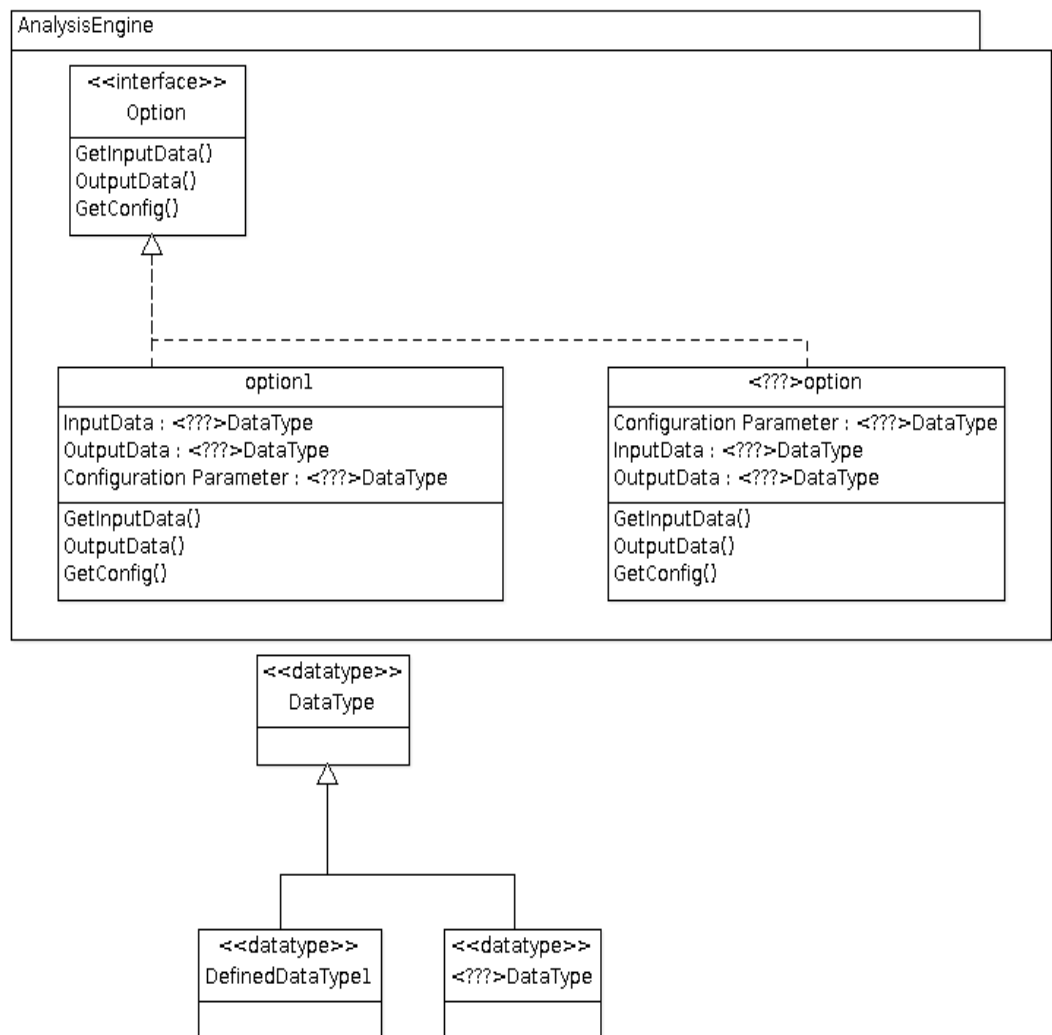 AnalysisEngine
<<interface>>
Option
GetInputData()
OutputData()
GetConfig()
option1
InputData : <???>DataType
OutputData : <???>DataType
Configuration Parameter : <???>DataType
GetInputData()
OutputData()
GetConfig()
<???>option
Configuration Parameter : <???>DataType
InputData : <???>DataType
OutputData : <???>DataType
GetInputData()
OutputData()
GetConfig()
<<datatype>>
DataType
<<datatype>>
DefinedDataType1
<<datatype>>
<???>DataType